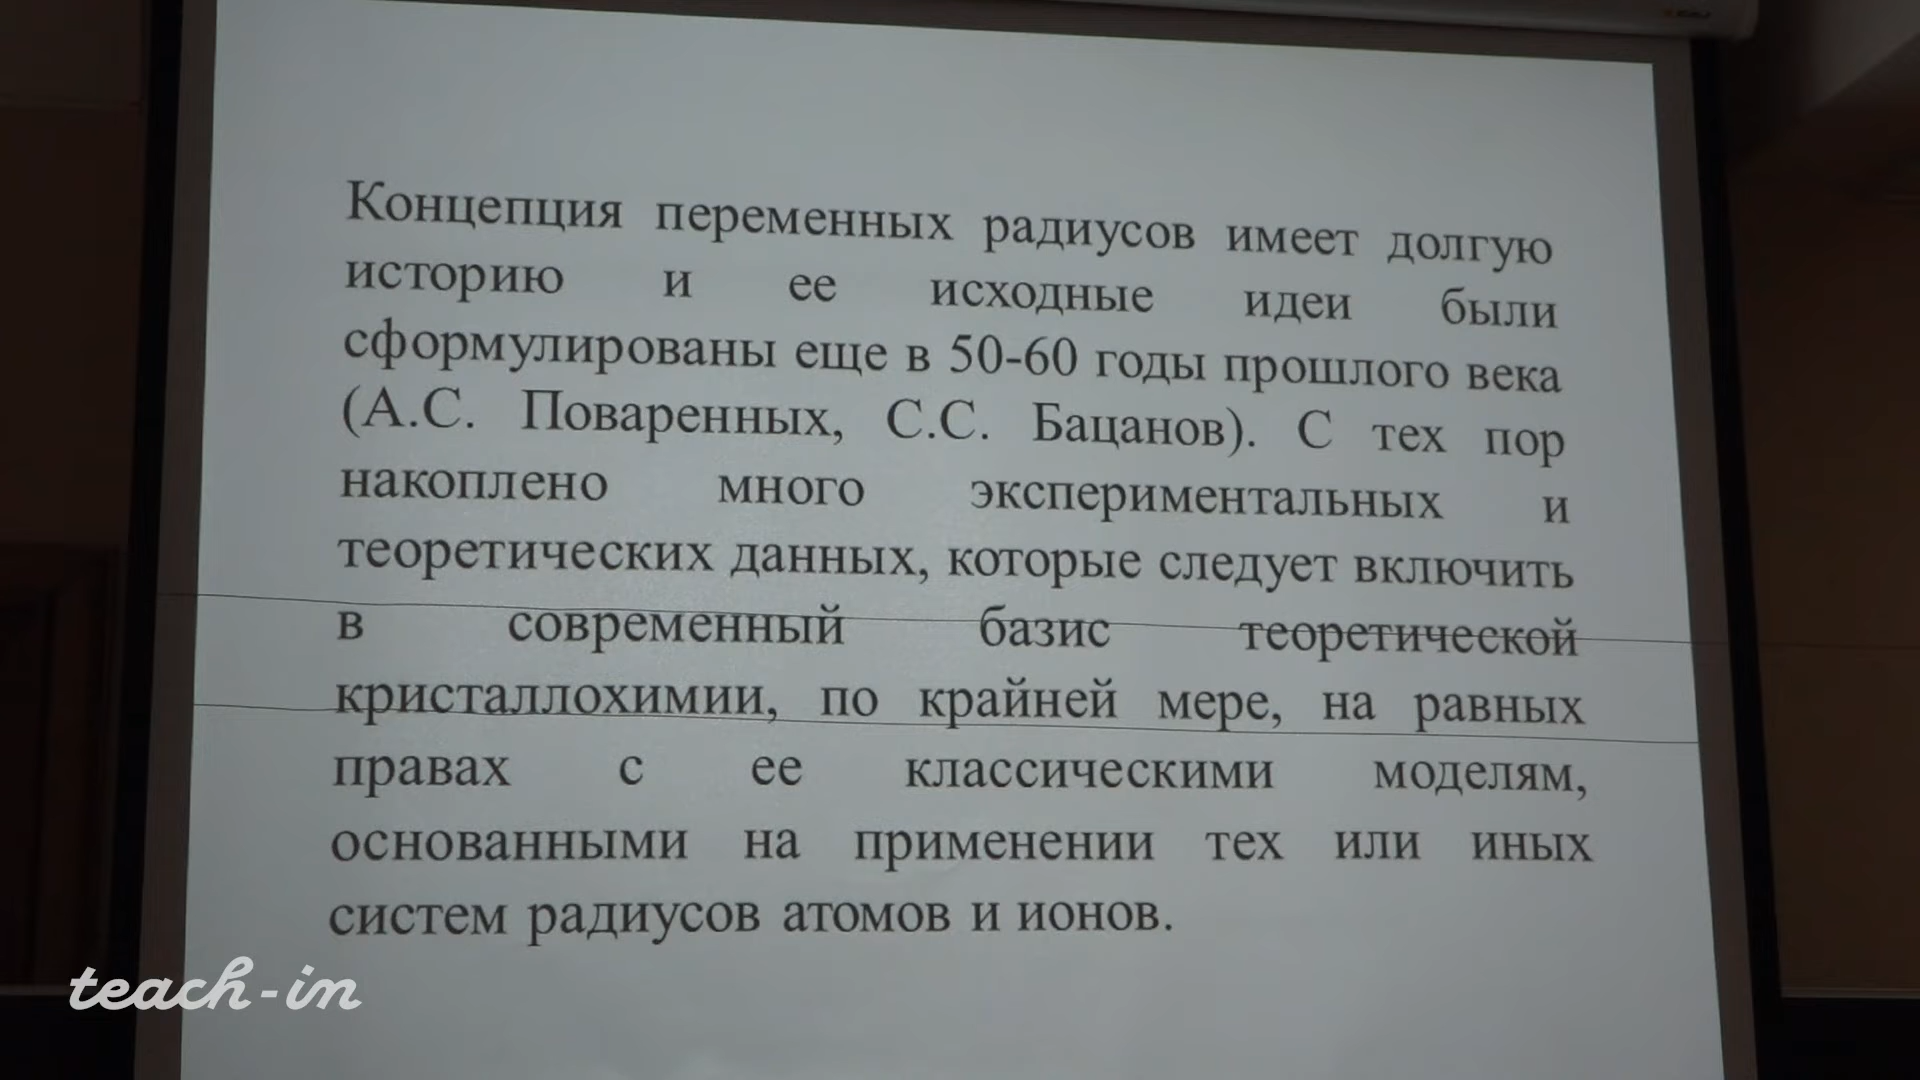 Концепция переменных радиусов имеет долгую
историю и ее исходные идеи были
сформулированы еще в 50-60 годы прошлого века
(А.С. Поваренных, С.С. Бацанов). С тех пор
накоплено много экспериментальных и
теоретических данных, которые следует включить
в современный базис теоретической
кристаллохимии, по крайней мере, на равных
правах с ее классическими моделям,
основанными на применении тех или иных
систем радиусов атомов и ионов.
teach-in